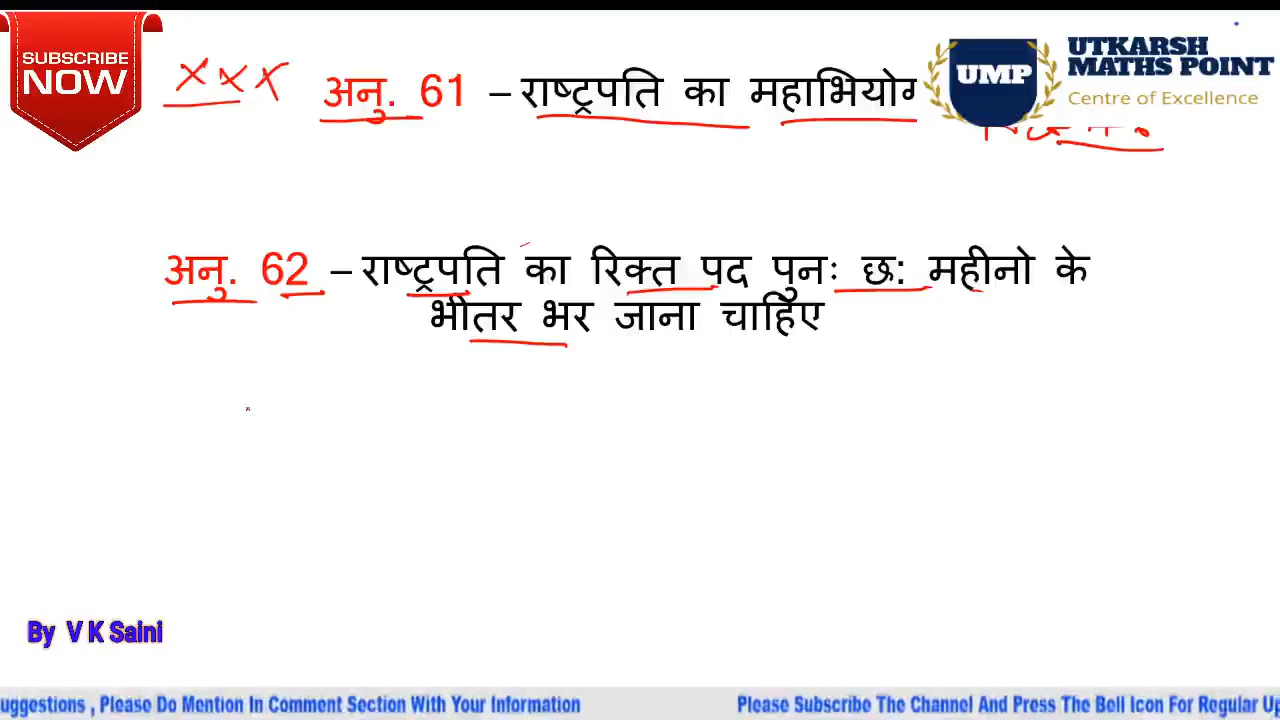 SUBSCRIBE
NOW
xxx
अनु. 61 – राष्ट्रपति का महाभियोग
UMP
UTKARSH
MATHS POINT
Centre of Excellence
अनु. 62 – राष्ट्रपति का रिक्त पद पुनः छ: महीनो के
भीतर भर जाना चाहिए
By V K Saini
uggestions , Please Do Mention In Comment Section With Your Information
Please Subscribe The Channel And Press The Bell Icon For Regular Up